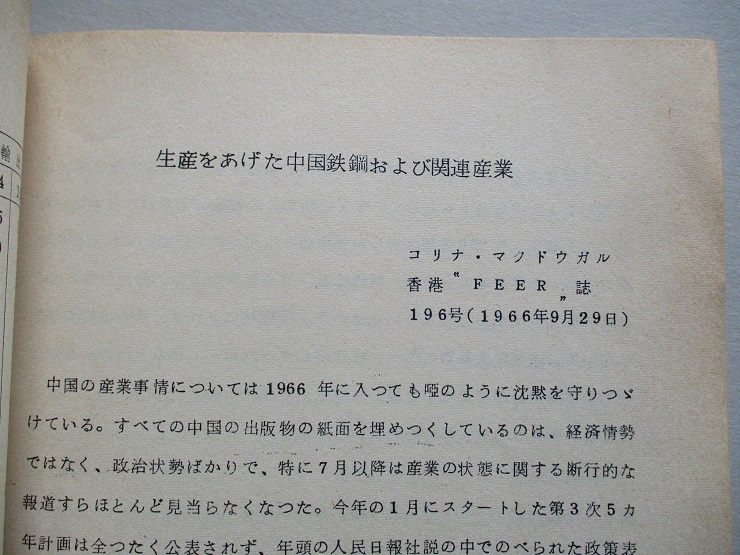 輸出
4
生産をあげた中国鉄鋼および関連産業
コリナ・マクドウガル
香港〝FEER〟誌
196号(1966年9月29日)
中国の産業事情については1966年に入つても啞のように沈黙を守りつゞ
けている。すべての中国の出版物の紙面を埋めつくしているのは、経済情勢
ではなく、政治状勢ばかりで、特に7月以降は産業の状態に関する断行的な
報道すらほとんど見当らなくなつた。今年の1月にスタートした第3次5カ
年計画は全つたく公表されず、年頭の人民日報社説の中でのべられた政策表